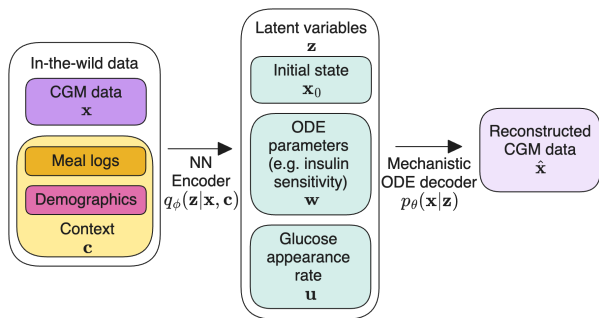 In-the-wild data
CGM data
x
Meal logs
Demographics
Context
c
NN
Encoder
qϕ(z|x, c)
Latent variables
z
Initial state
x₀
ODE
parameters
(e.g. insulin
sensitivity)
w
Glucose
appearance
rate
u
Mechanistic
ODE decoder
pθ(x|z)
Reconstructed
CGM data
x̂